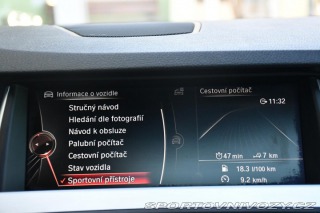 Informace o vozidle
Stručný návod
Hledání dle fotografií
Návod k obsluze
Palubní počítač
Cestovní počítač
Stav vozidla
✓ Sportovní přístroje
Cestovní počítač
11:32
47 min
7 km
18.3 l/100 km
9.2 km/h
SPORTOVNIVOZY.CZ